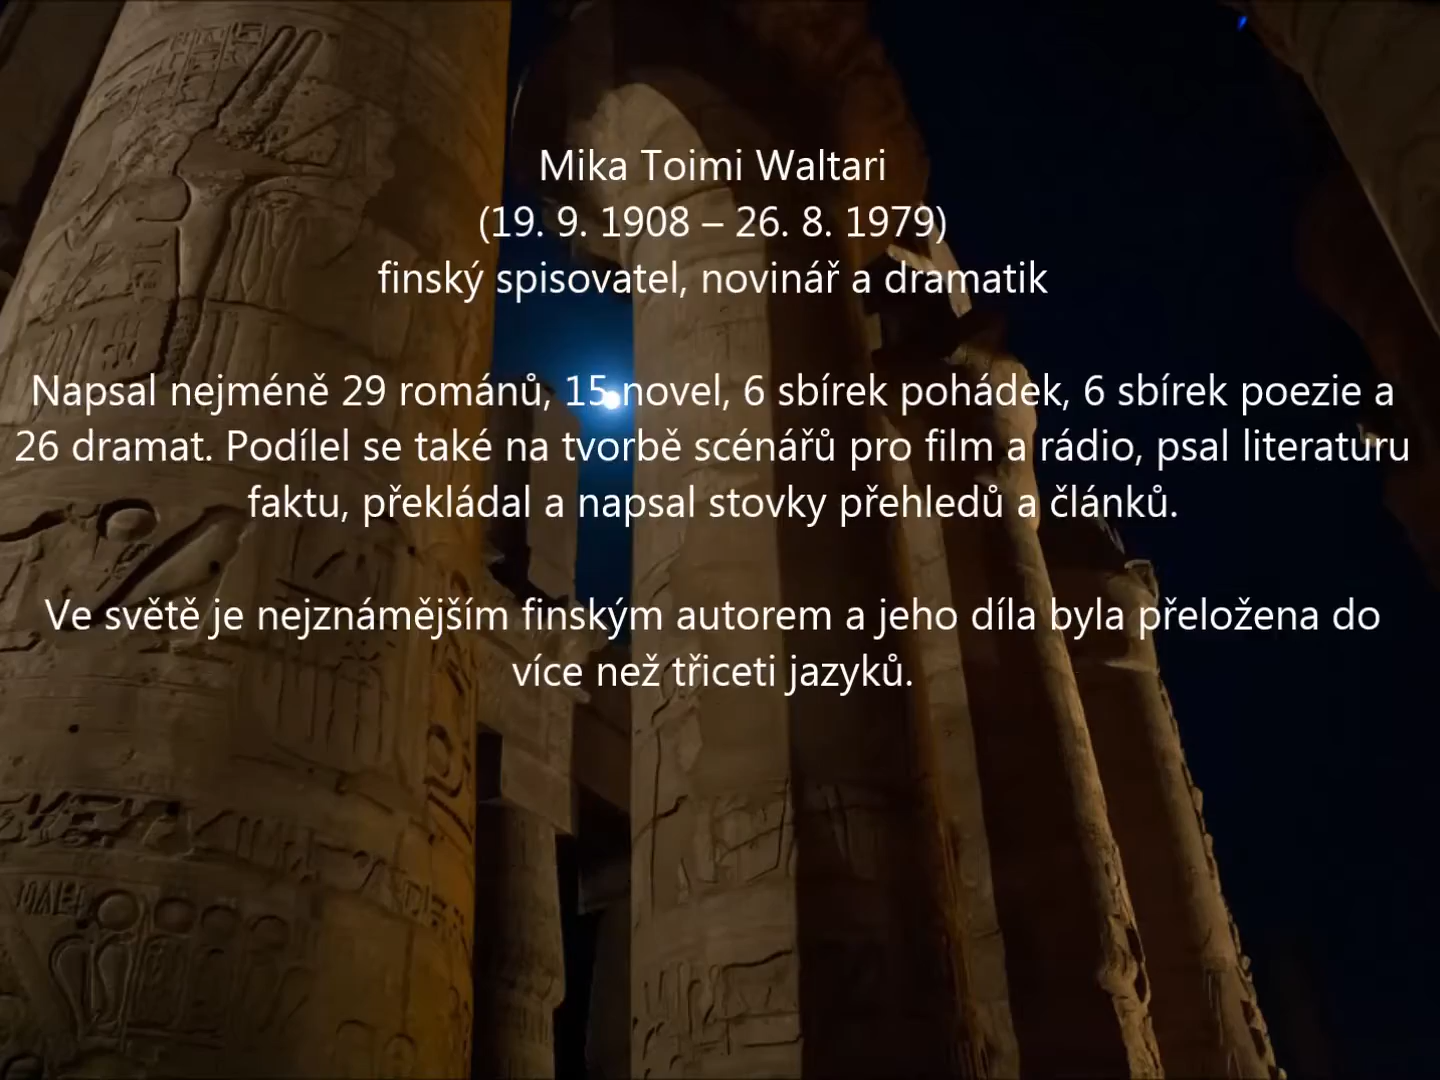 Mika Toimi Waltari
(19. 9. 1908 – 26. 8. 1979)
finský spisovatel, novinář a dramatik
Napsal nejméně 29 románů, 15 novel, 6 sbírek pohádek, 6 sbírek poezie a
26 dramat. Podílel se také na tvorbě scénářů pro film a rádio, psal literaturu
faktu, překládal a napsal stovky přehledů a článků.
Ve světě je nejznámějším finským autorem a jeho díla byla přeložena do
více než třiceti jazyků.